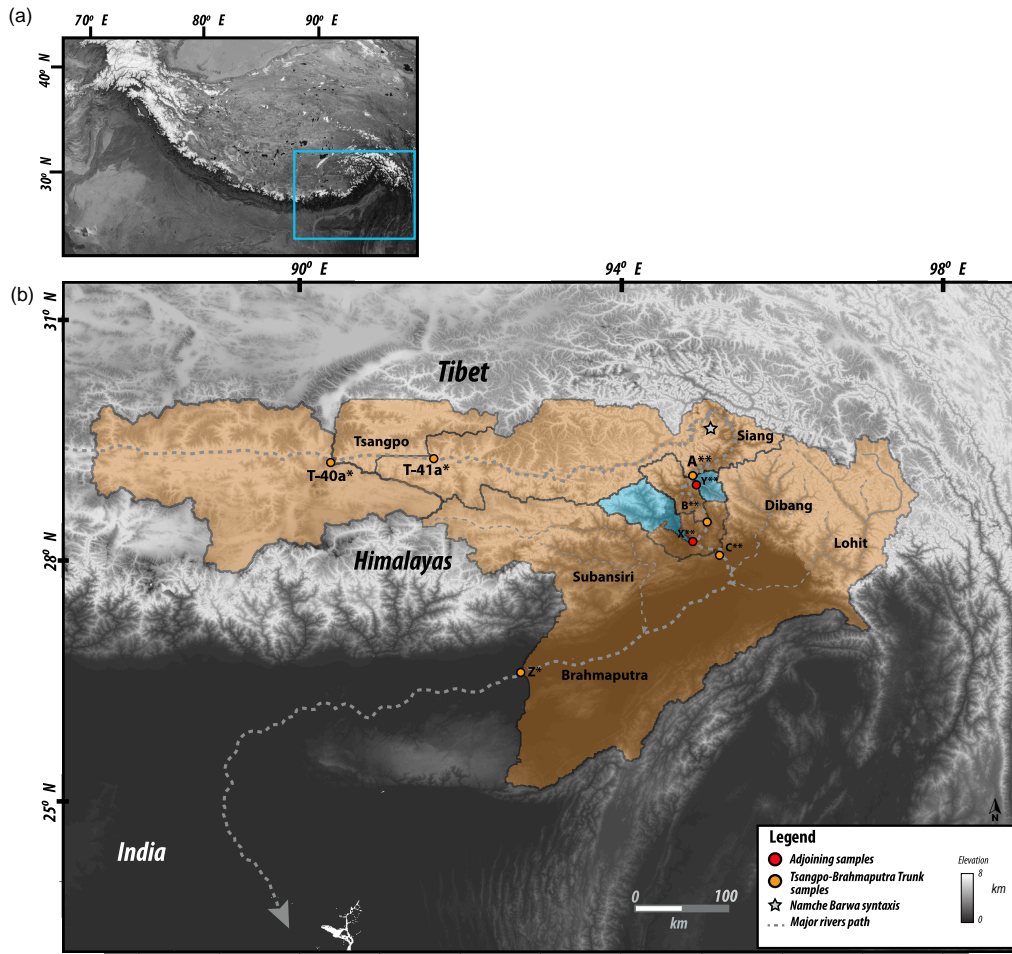 (a)
70° E
80° E
90° E
40° N
30° N
(b)
90 E
94 E
98 E
31° N
28° N
25° N
Tibet
Tsangpo
Siang
A**
T-40a*
T-41a*
Y**
B**
Dibang
X**
C**
Lohit
Himalayas
Subansiri
Z*
Brahmaputra
India
N
Legend
Adjoining samples
Tsangpo-Brahmaputra Trunk
samples
Namche Barwa syntaxis
Major rivers path
Elevation
8
km
0
0
100
km